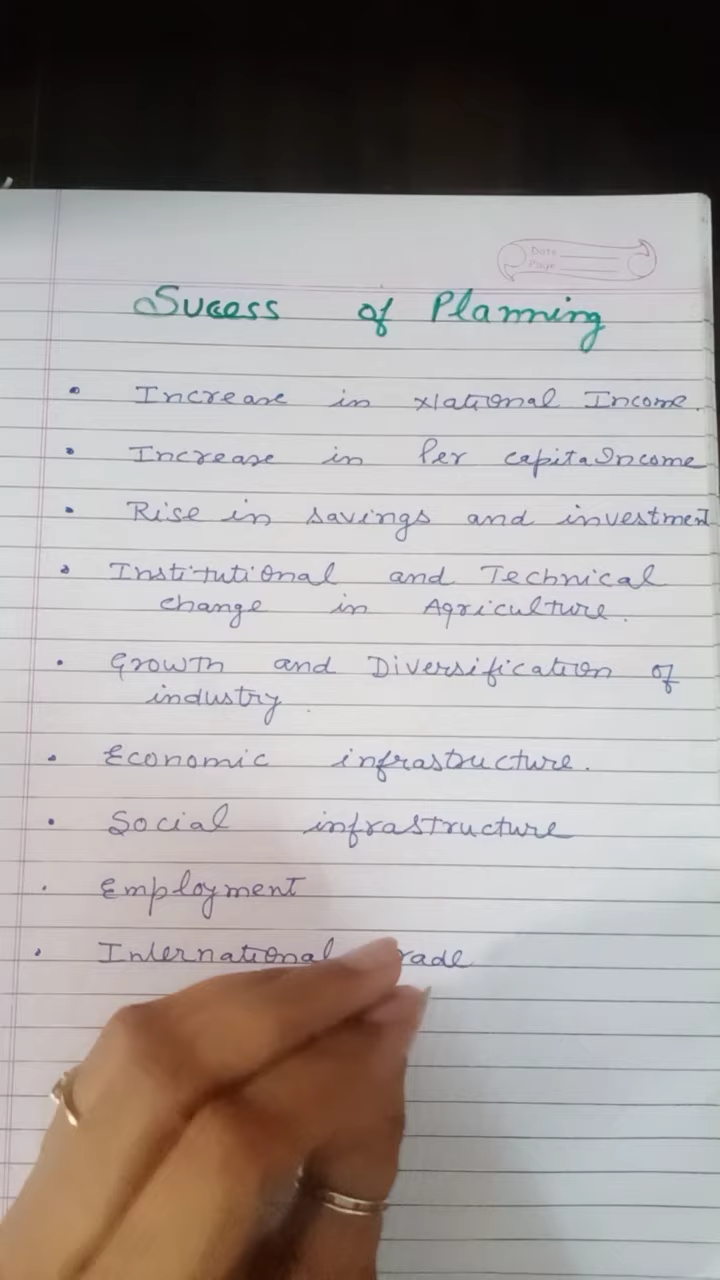 Date
Page
Sucess of Planning
• Increase in National Income.
• Increase in Per capita Income
• Rise in savings and investment
• Institutional and Technical
change in Agriculture.
• Growth and Diversification of
industry.
• Economic infrastructure.
• Social infrastructure
• Employment
• International rade